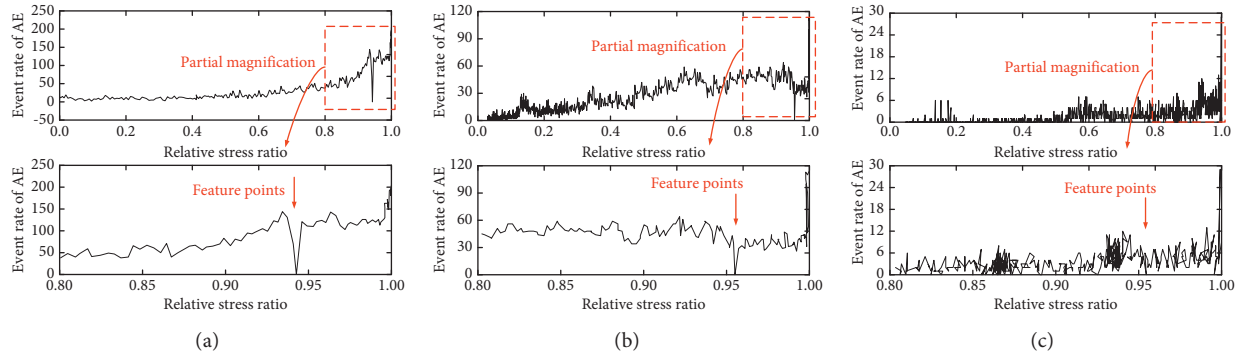 Event rate of AE
250
200
150
100
50
0
-50
Partial magnification
0.0 0.2 0.4 0.6 0.8 1.0
Relative stress ratio
Event rate of AE
250
200
150
100
50
0
Feature points
0.80 0.85 0.90 0.95 1.00
Relative stress ratio
(a)
Event rate of AE
120
90
60
30
0
Partial magnification
0.0 0.2 0.4 0.6 0.8 1.0
Relative stress ratio
Event rate of AE
120
90
60
30
0
Feature points
0.80 0.85 0.90 0.95 1.00
Relative stress ratio
(b)
Event rate of AE
30
27
24
18
12
6
0
Partial magnification
0.0 0.2 0.4 0.6 0.8 1.0
Relative stress ratio
Event rate of AE
30
24
18
12
6
0
Feature points
0.80 0.85 0.90 0.95 1.00
Relative stress ratio
(c)